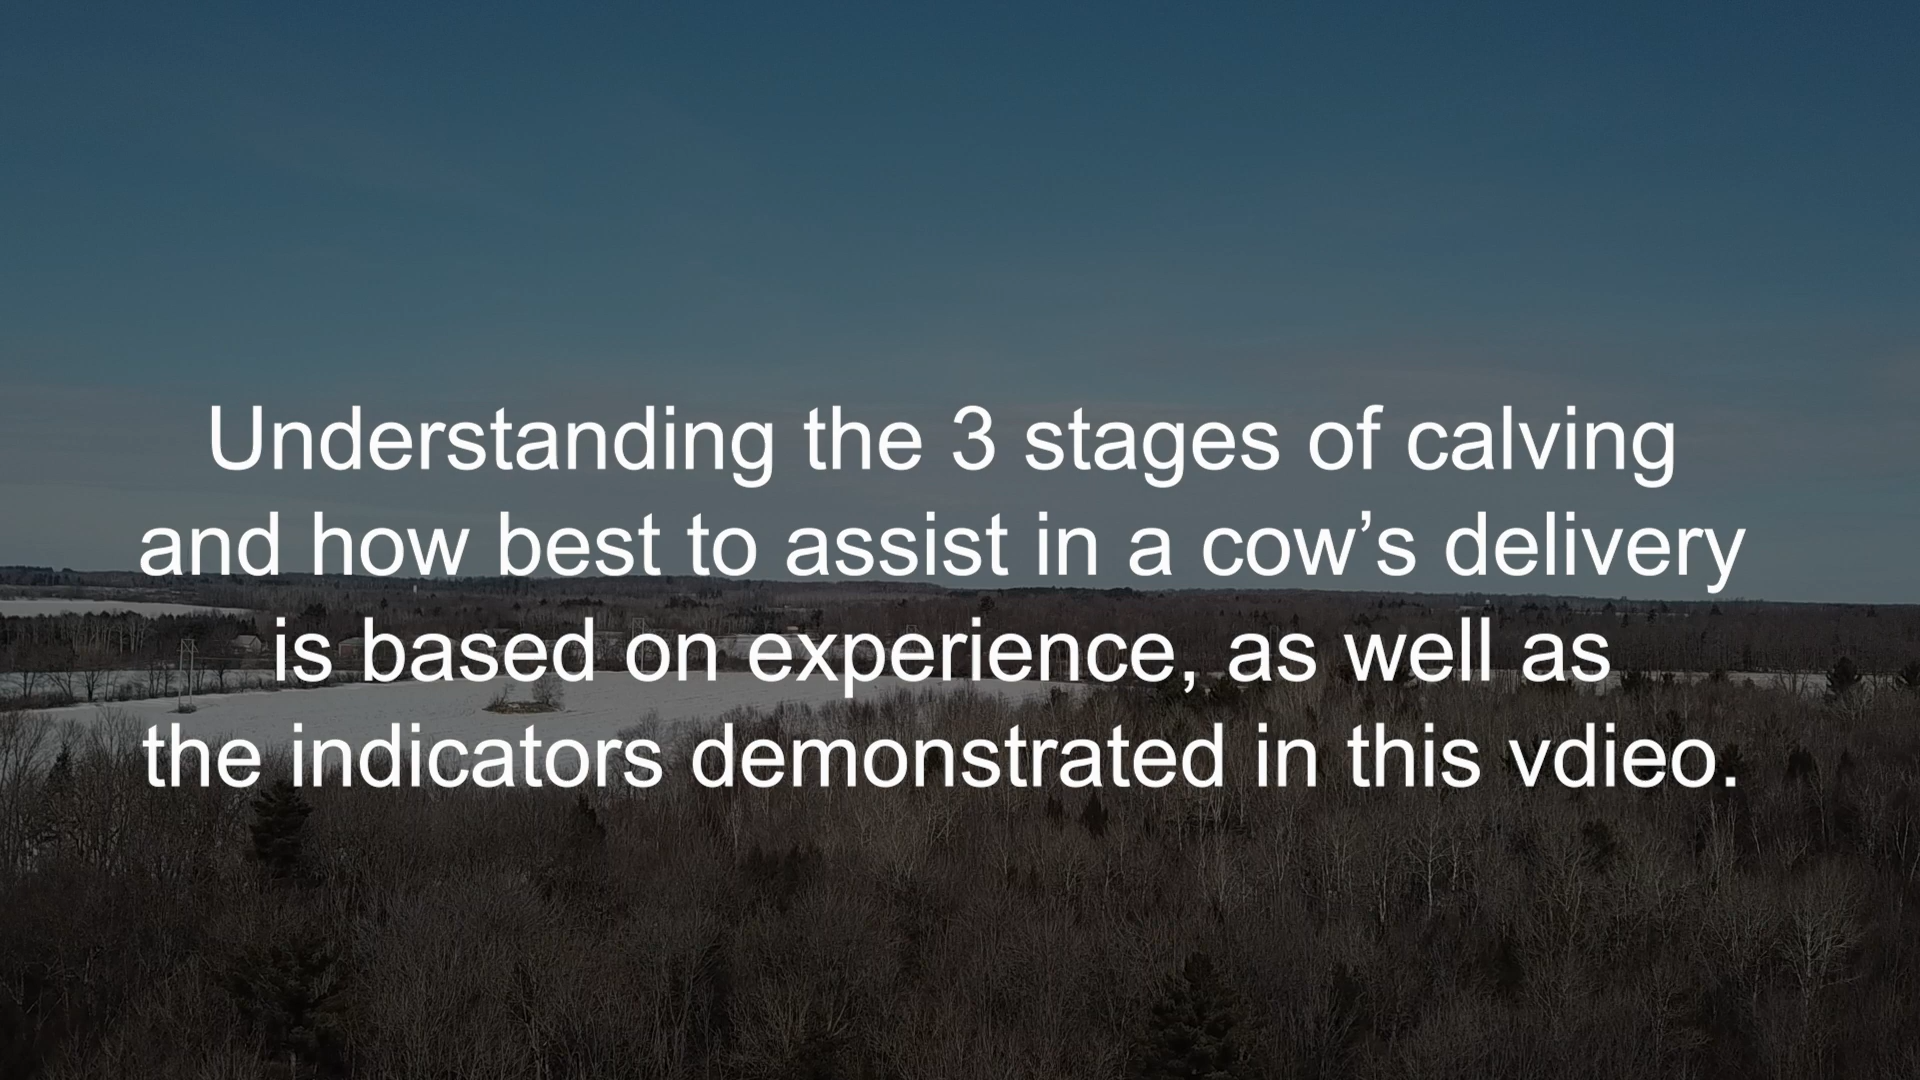 Understanding the 3 stages of calving
and how best to assist in a cow’s delivery
is based on experience, as well as
the indicators demonstrated in this vdieo.